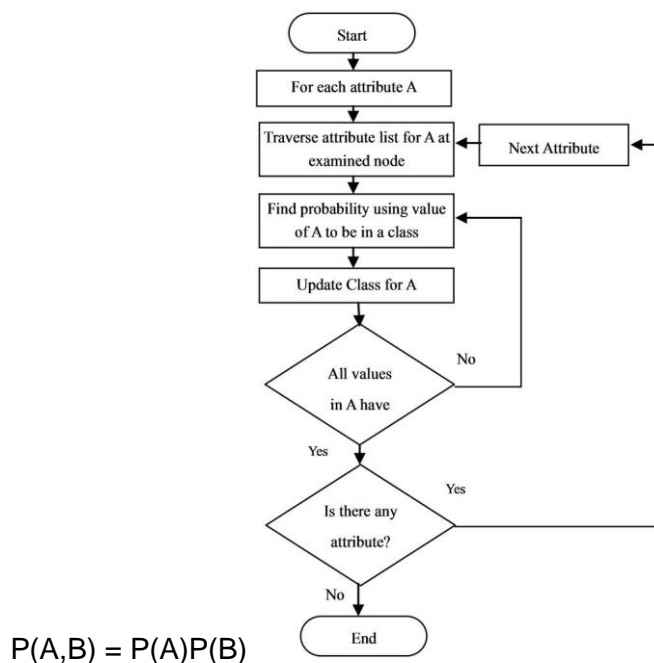 Start
For each attribute A
Traverse attribute list for A at
examined node
Next Attribute
Find probability using value
of A to be in a class
Update Class for A
No
All values
in A have
Yes
Yes
Is there any
attribute?
No
End
P(A,B) = P(A)P(B)